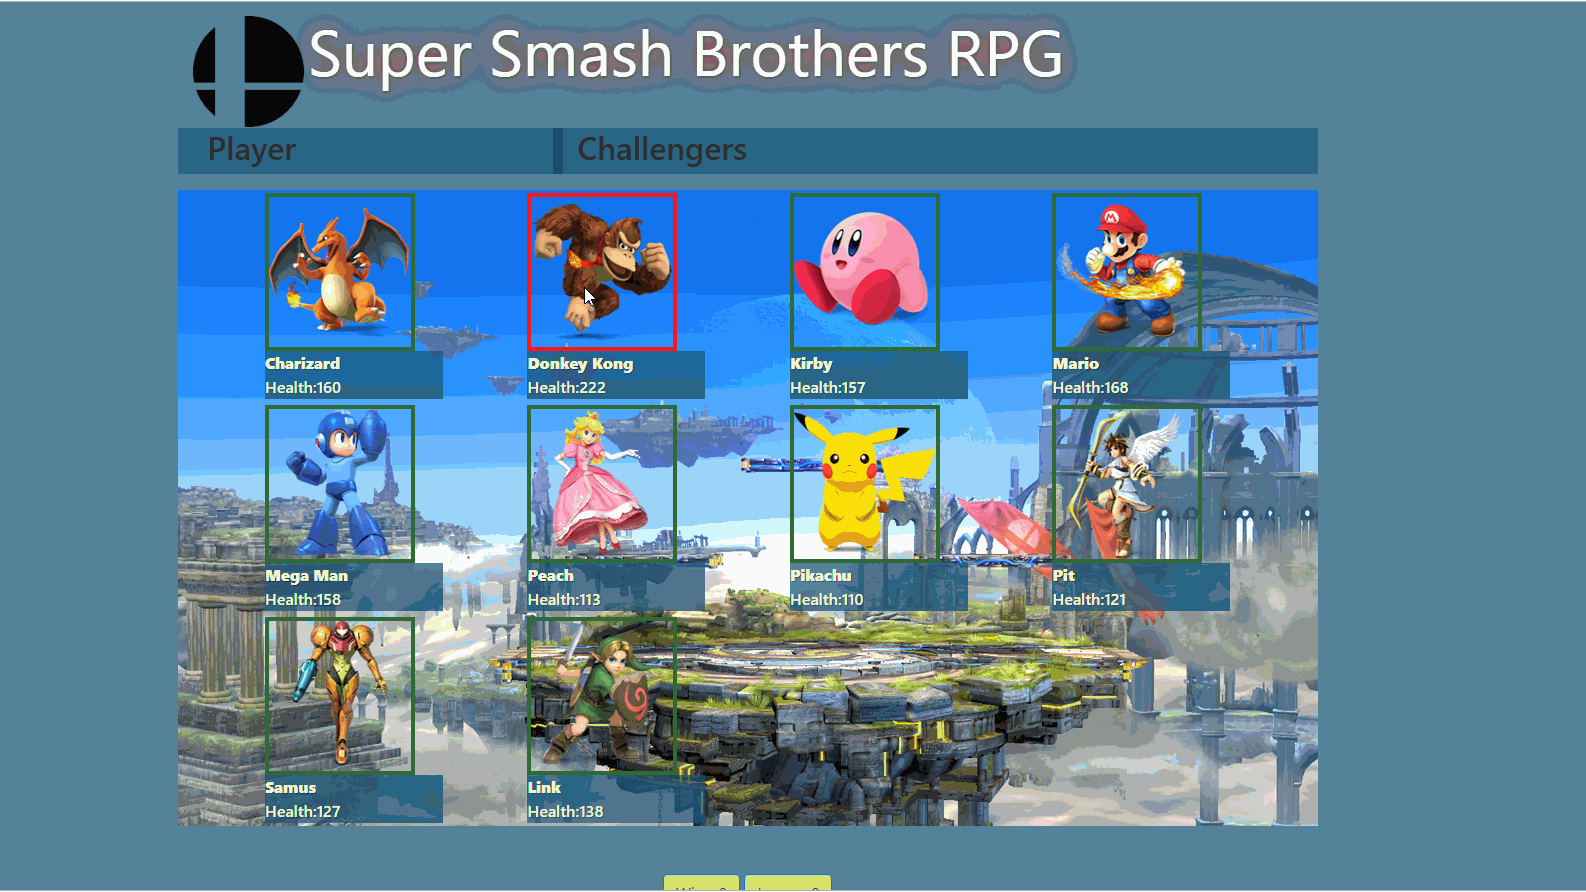 Super Smash Brothers RPG
Player
Challengers
Charizard
Health:160
Donkey Kong
Health:222
Kirby
Health:157
Mario
Health:168
Mega Man
Health:158
Peach
Health:113
Pikachu
Health:110
Pit
Health:121
Samus
Health:127
Link
Health:138